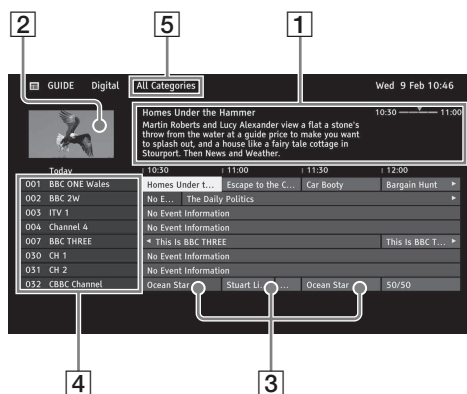 2
5
1
GUIDE Digital All Categories Wed 9 Feb 10:46
Homes Under the Hammer 10:30 11:00
Martin Roberts and Lucy Alexander view a flat a stone's
throw from the water at a guide price to make you want
to splash out, and a house like a fairy tale cottage in
Stourport. Then News and Weather.
Today 10:30 11:00 11:30 12:00
001 BBC ONE Wales Homes Under t... Escape to the C... Car Booty Bargain Hunt
002 BBC 2W No E... The Daily Politics
003 ITV 1 No Event Information
004 Channel 4 No Event Information
007 BBC THREE This Is BBC THREE This Is BBC T...
030 CH 1 No Event Information
031 CH 2 No Event Information
032 CBBC Channel Ocean Star Stuart Li... ... Ocean Star 50/50
4
3